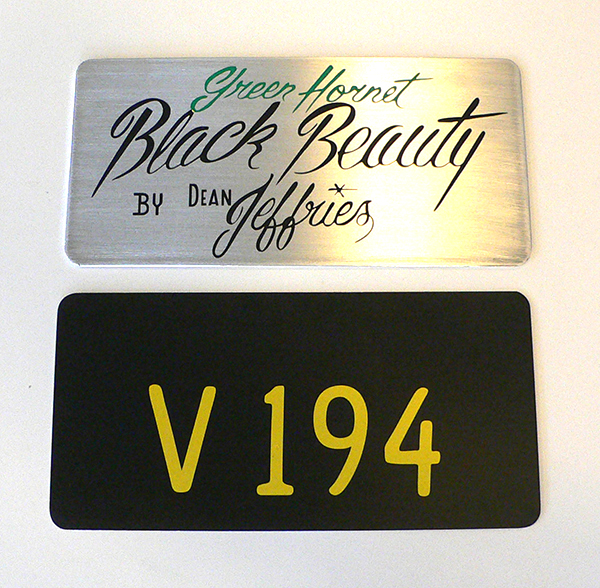 Green Hornet
Black Beauty
BY DEAN Jeffries
V 194